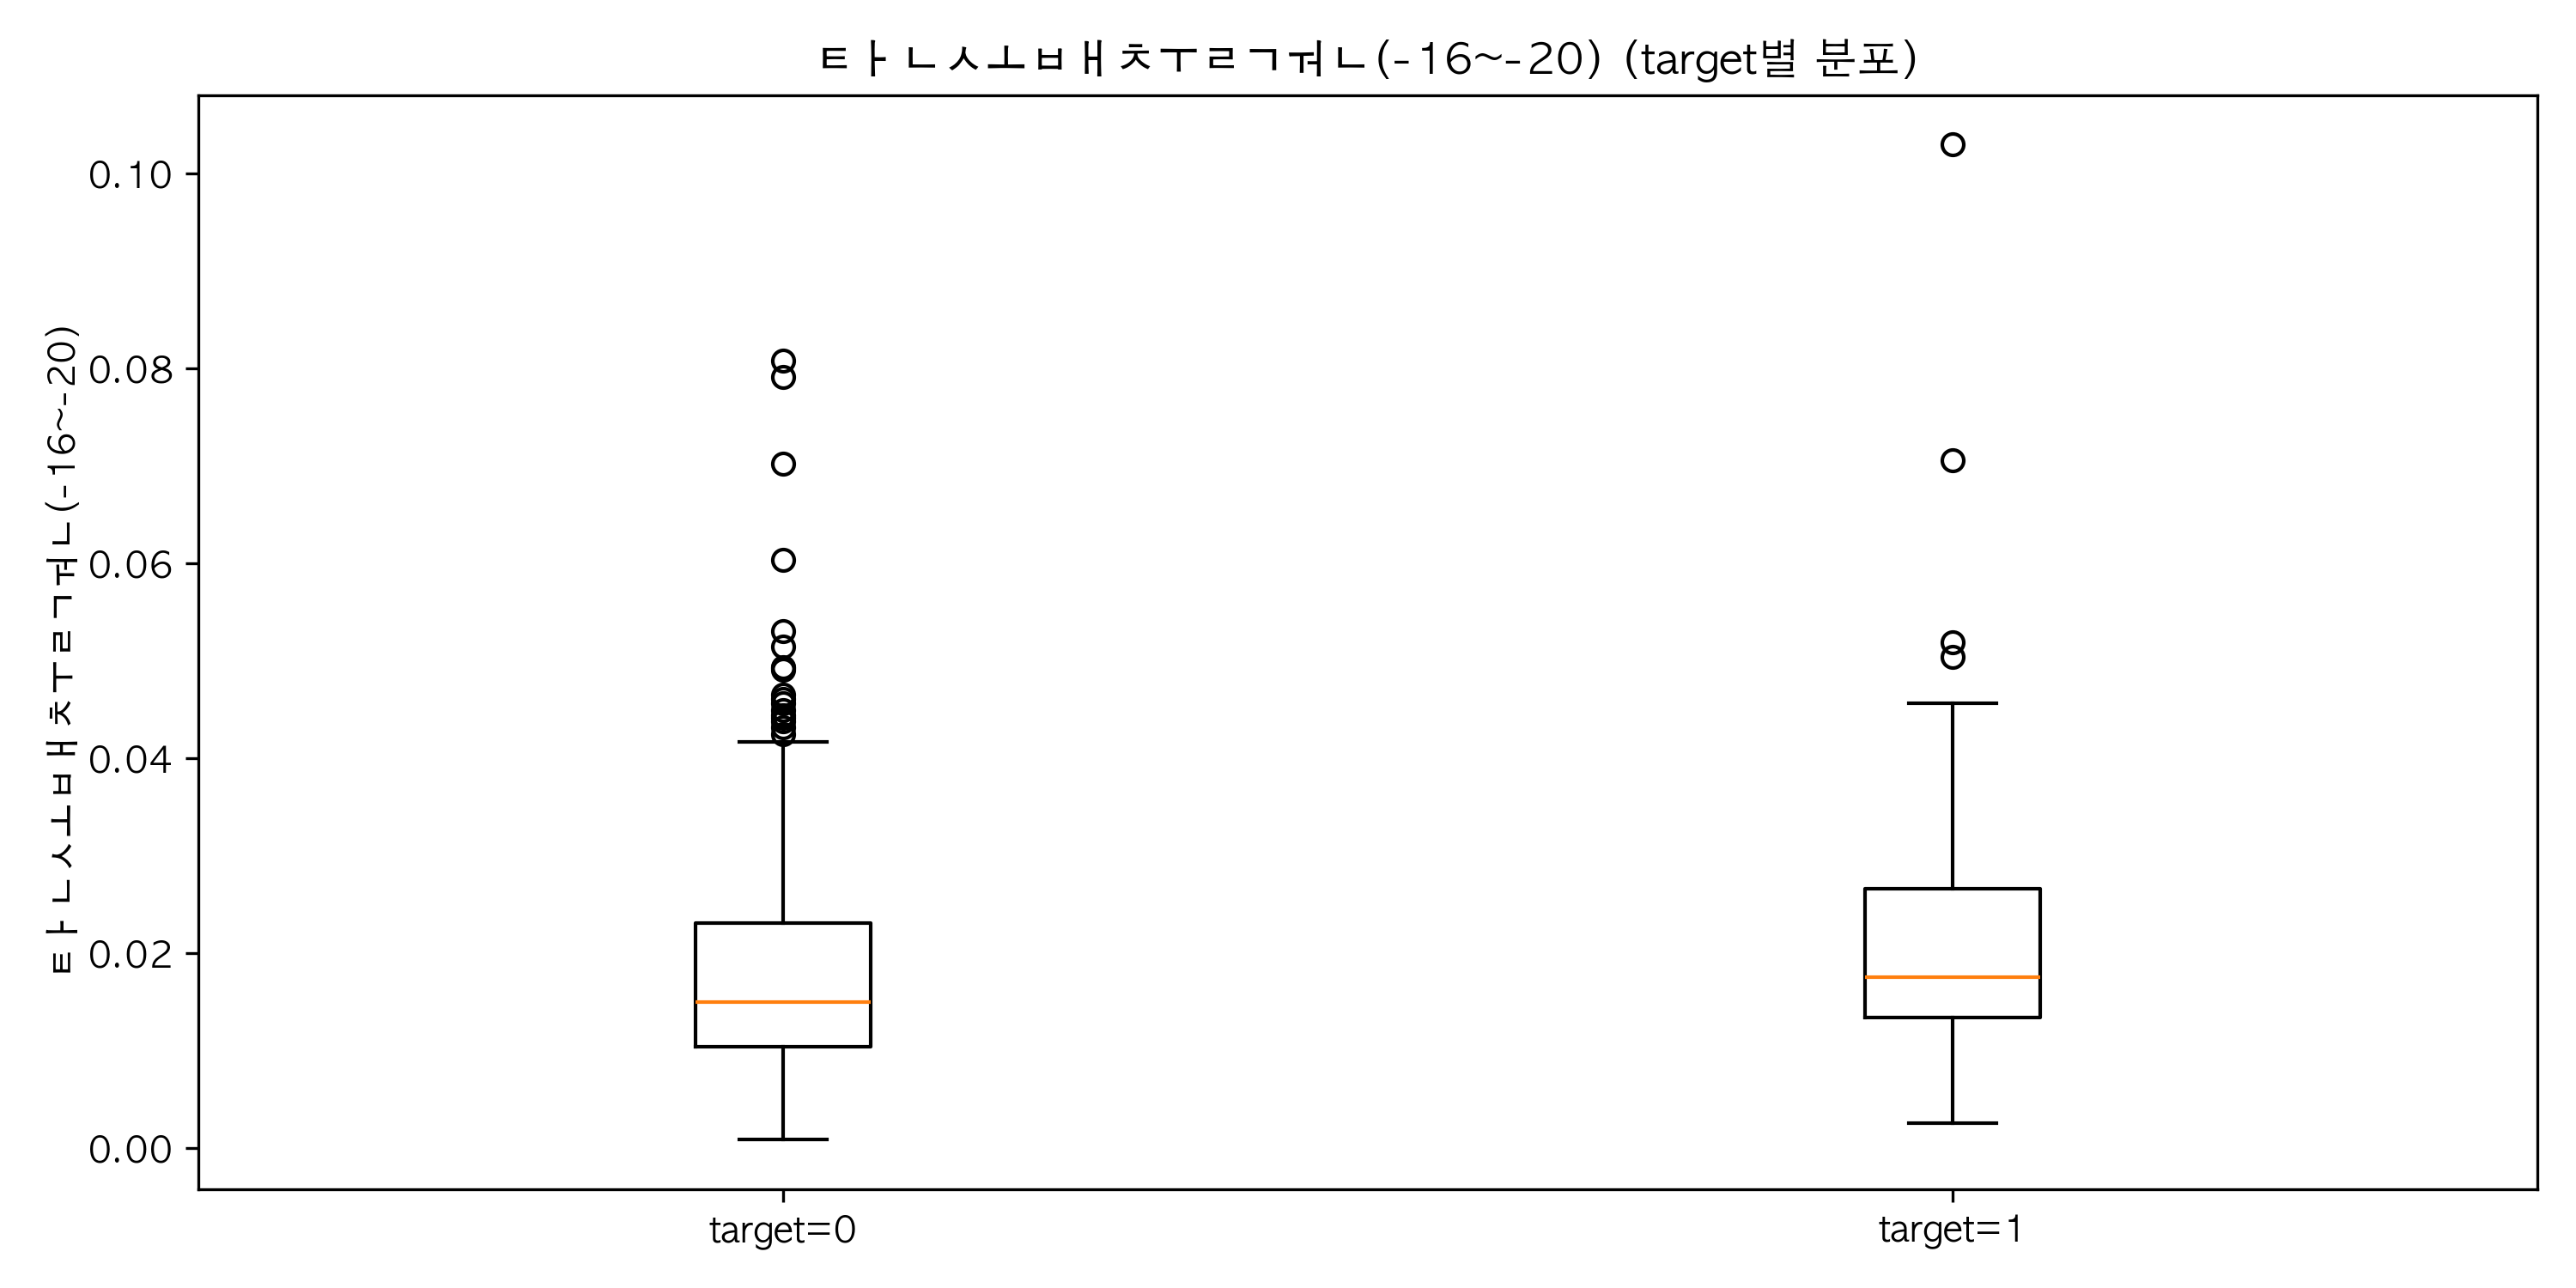 ㅌㅏㄴㅅㅗㅂㅐㅊㅜㄹㄱㅝㄴ(-16~-20) (target별 분포)
ㅌㅏㄴㅅㅗㅂㅐㅊㅜㄹㄱㅝㄴ(-16~-20)
0.10
0.08
0.06
0.04
0.02
0.00
target=0
target=1